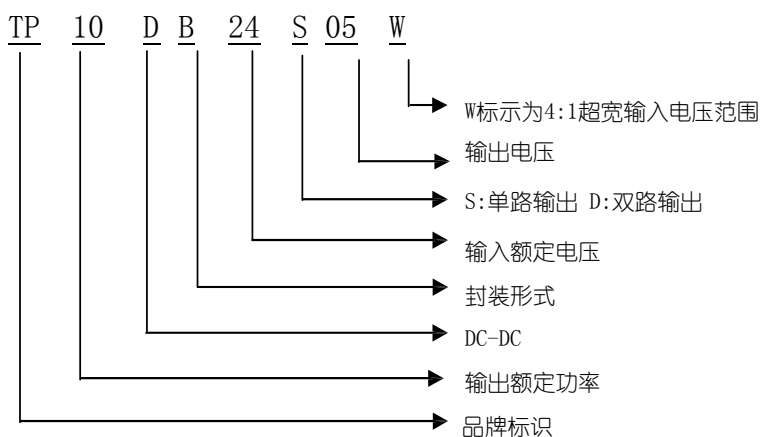 TP 10 D B 24 S 05 W
W标示为4:1超宽输入电压范围
输出电压
S:单路输出 D:双路输出
输入额定电压
封装形式
DC-DC
输出额定功率
品牌标识